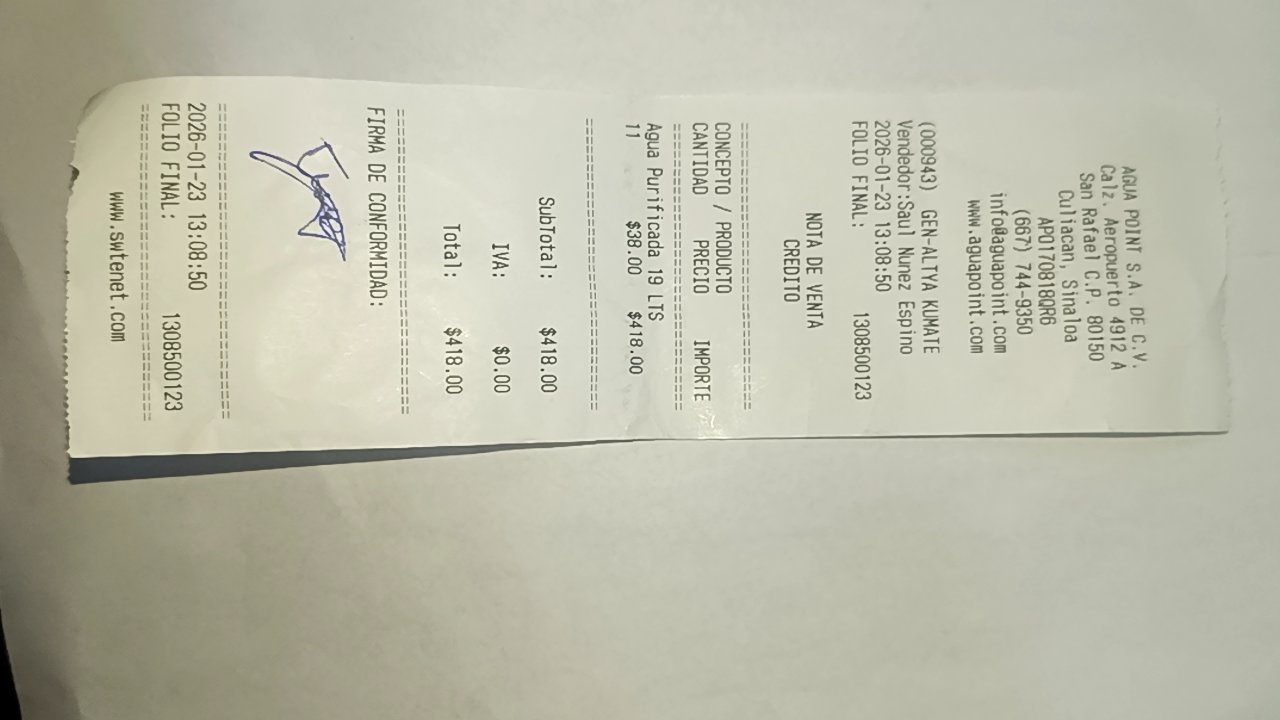 AGUA POINT S.A. DE C.V.
Calz. Aeropuerto 4912 A
San Rafael C.P. 80150
Culiacan, Sinaloa
APO170818QR6
(667) 744-9350
info@aguapoint.com
www.aguapoint.com
(000943) GEN-ALTYA KUMATE
Vendedor:Saul Nunez Espino
2026-01-23 13:08:50
FOLIO FINAL: 1308500123
NOTA DE VENTA
CREDITO
CONCEPTO / PRODUCTO
CANTIDAD PRECIO IMPORTE
Agua Purificada 19 LTS
11 $38.00 $418.00
SubTotal: $418.00
IVA: $0.00
Total: $418.00
FIRMA DE CONFORMIDAD:
2026-01-23 13:08:50
FOLIO FINAL: 1308500123
www.swtenet.com